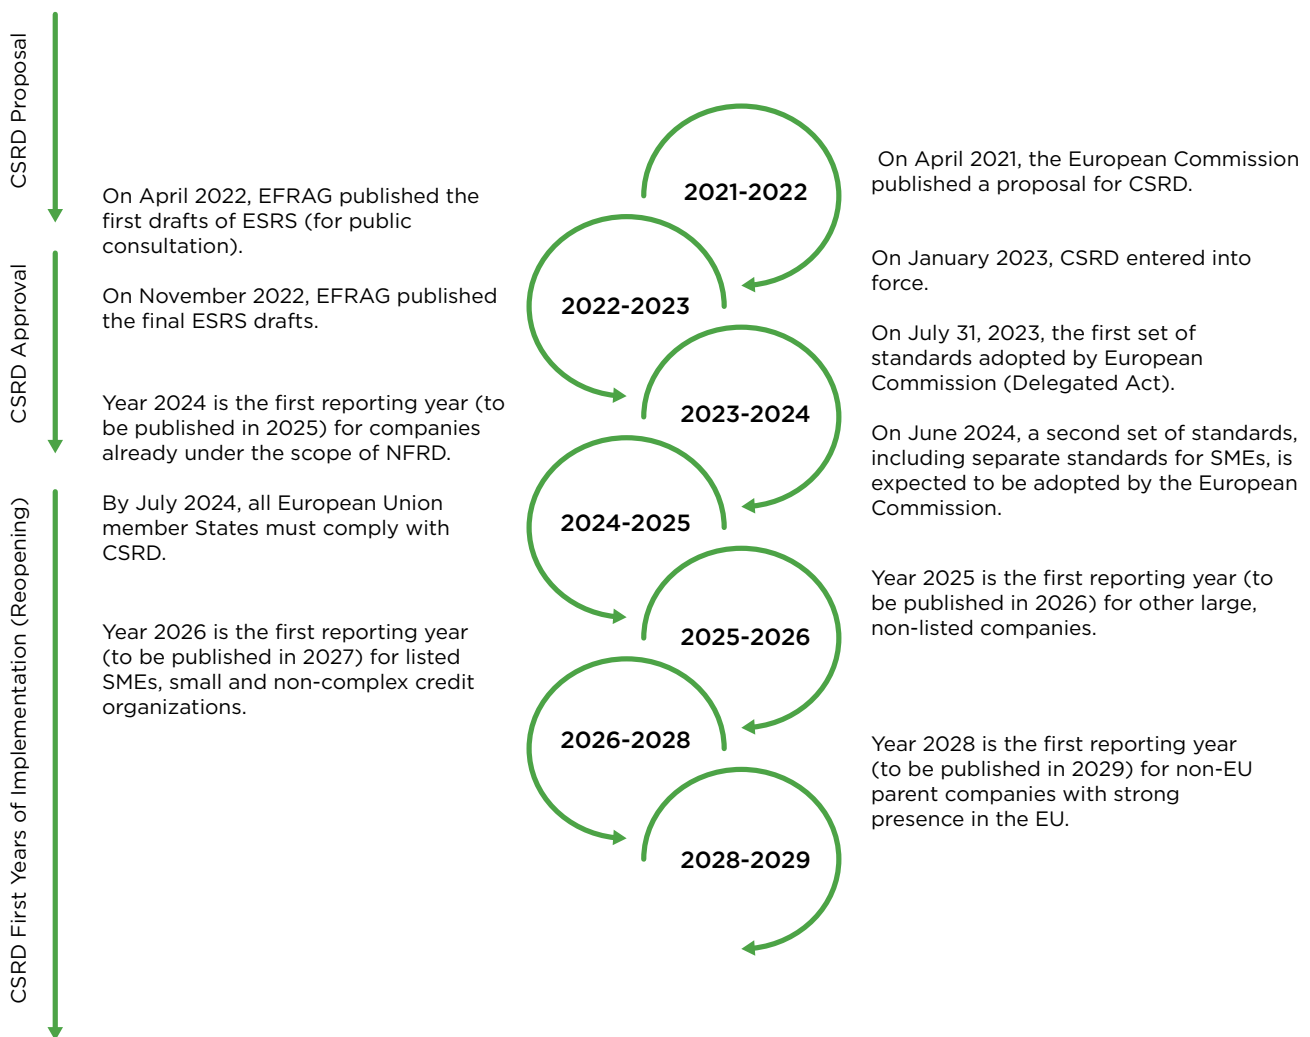 CSRD Proposal
CSRD Approval
CSRD First Years of Implementation (Reopening)
On April 2022, EFRAG published the
first drafts of ESRS (for public
consultation).
On November 2022, EFRAG published
the final ESRS drafts.
Year 2024 is the first reporting year (to
be published in 2025) for companies
already under the scope of NFRD.
By July 2024, all European Union
member States must comply with
CSRD.
Year 2026 is the first reporting year
(to be published in 2027) for listed
SMEs, small and non-complex credit
organizations.
2021-2022
2022-2023
2023-2024
2024-2025
2025-2026
2026-2028
2028-2029
On April 2021, the European Commission
published a proposal for CSRD.
On January 2023, CSRD entered into
force.
On July 31, 2023, the first set of
standards adopted by European
Commission (Delegated Act).
On June 2024, a second set of standards,
including separate standards for SMEs, is
expected to be adopted by the European
Commission.
Year 2025 is the first reporting year (to
be published in 2026) for other large,
non-listed companies.
Year 2028 is the first reporting year
(to be published in 2029) for non-EU
parent companies with strong
presence in the EU.